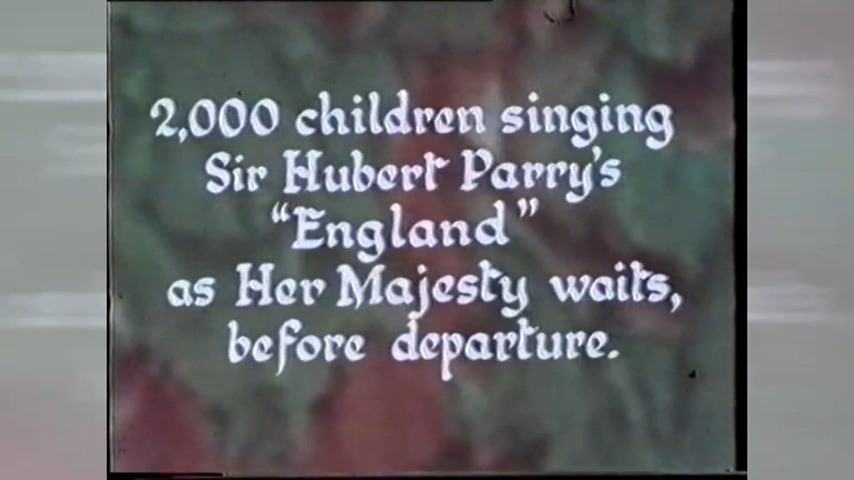 2,000 children singing
Sir Hubert Parry's
"England"
as Her Majesty waits,
before departure.